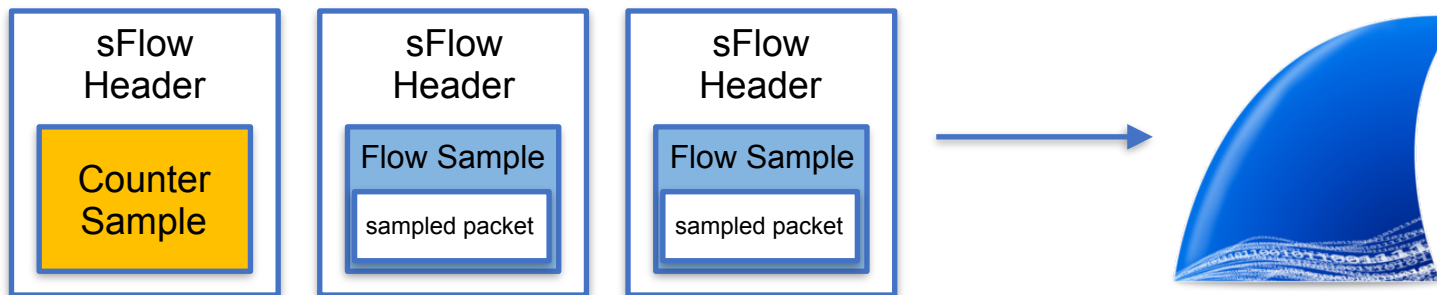 sFlow
Header
Counter
Sample
sFlow
Header
Flow Sample
sampled packet
sFlow
Header
Flow Sample
sampled packet